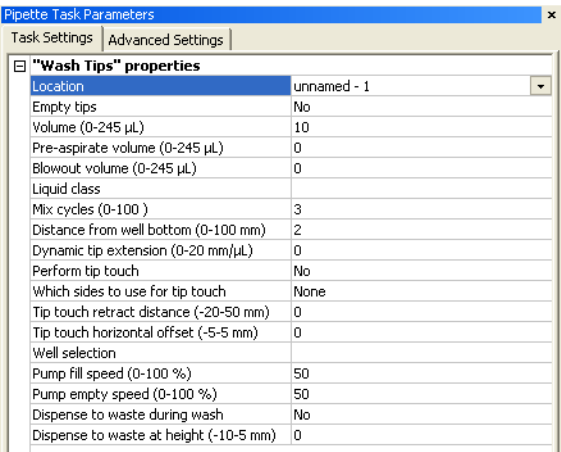 Pipette Task Parameters x
Task Settings Advanced Settings
"Wash Tips" properties
Location unnamed - 1
Empty tips No
Volume (0-245 µL) 10
Pre-aspirate volume (0-245 µL) 0
Blowout volume (0-245 µL) 0
Liquid class
Mix cycles (0-100 ) 3
Distance from well bottom (0-100 mm) 2
Dynamic tip extension (0-20 mm/µL) 0
Perform tip touch No
Which sides to use for tip touch None
Tip touch retract distance (-20-50 mm) 0
Tip touch horizontal offset (-5-5 mm) 0
Well selection
Pump fill speed (0-100 %) 50
Pump empty speed (0-100 %) 50
Dispense to waste during wash No
Dispense to waste at height (-10-5 mm) 0